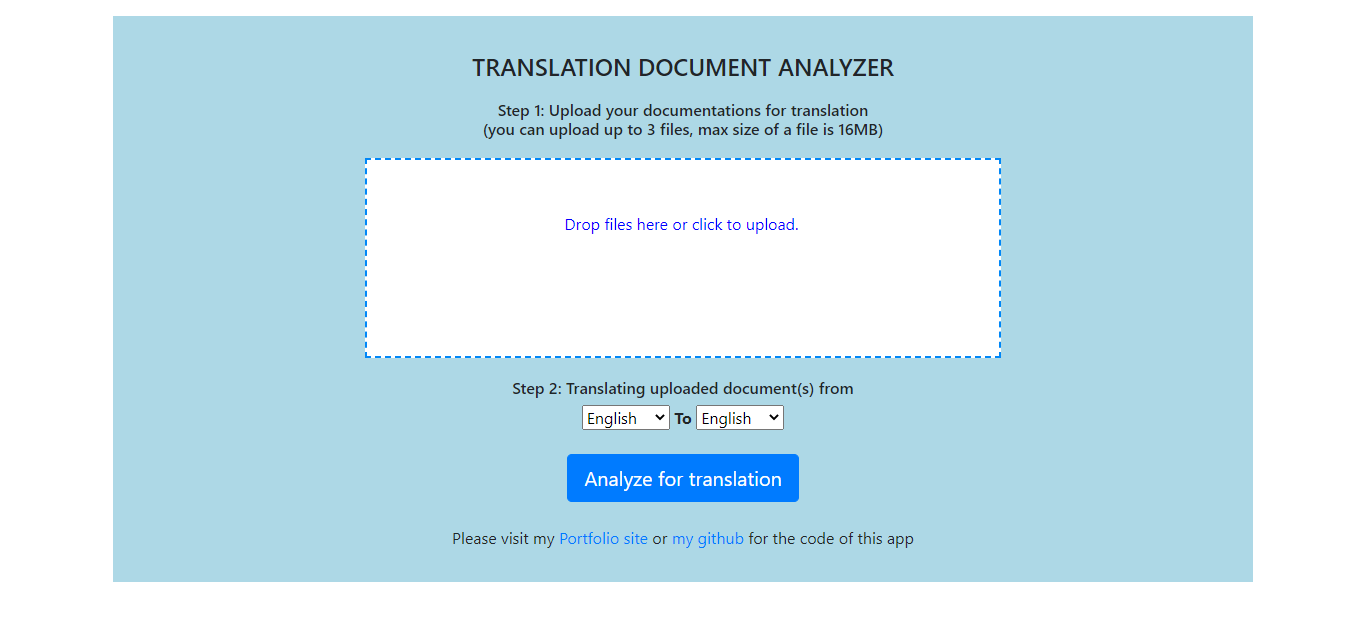 TRANSLATION DOCUMENT ANALYZER
Step 1: Upload your documentations for translation
(you can upload up to 3 files, max size of a file is 16MB)
Drop files here or click to upload.
Step 2: Translating uploaded document(s) from
English To English
Analyze for translation
Please visit my Portfolio site or my github for the code of this app